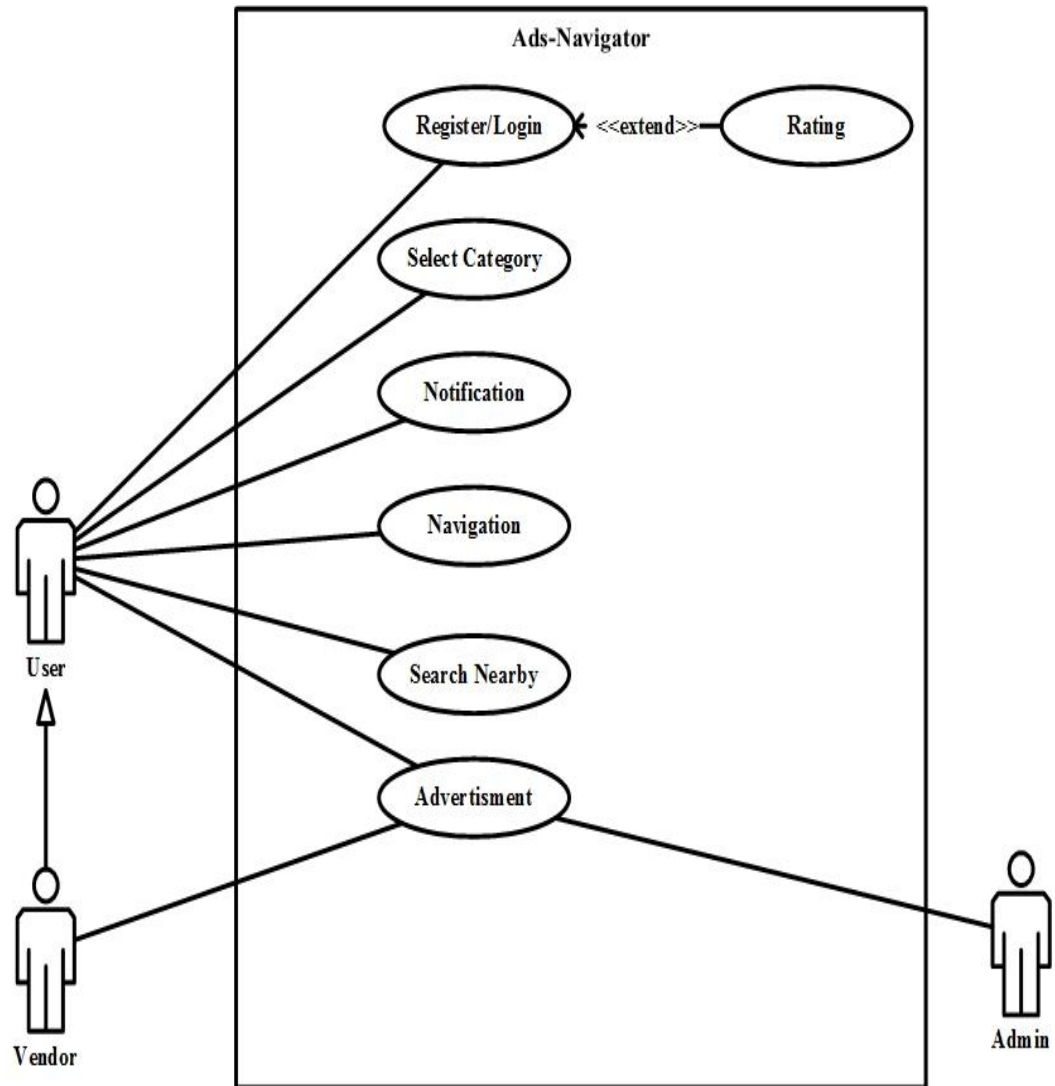 Ads-Navigator
Register/Login
<<extend>>
Rating
Select Category
Notification
Navigation
User
Search Nearby
Advertisment
Vendor
Admin